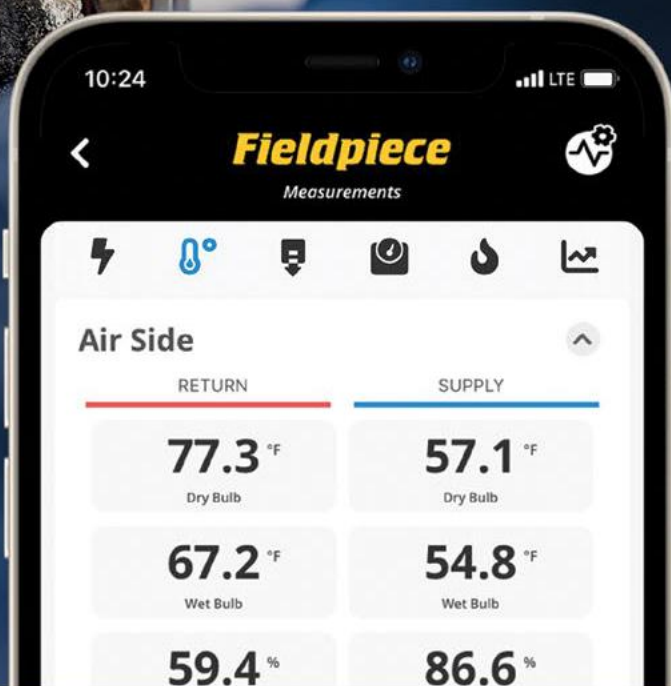 10:24 LTE
Fieldpiece
Measurements
Air Side
RETURN SUPPLY
77.3 °F 57.1 °F
Dry Bulb Dry Bulb
67.2 °F 54.8 °F
Wet Bulb Wet Bulb
59.4 % 86.6 %